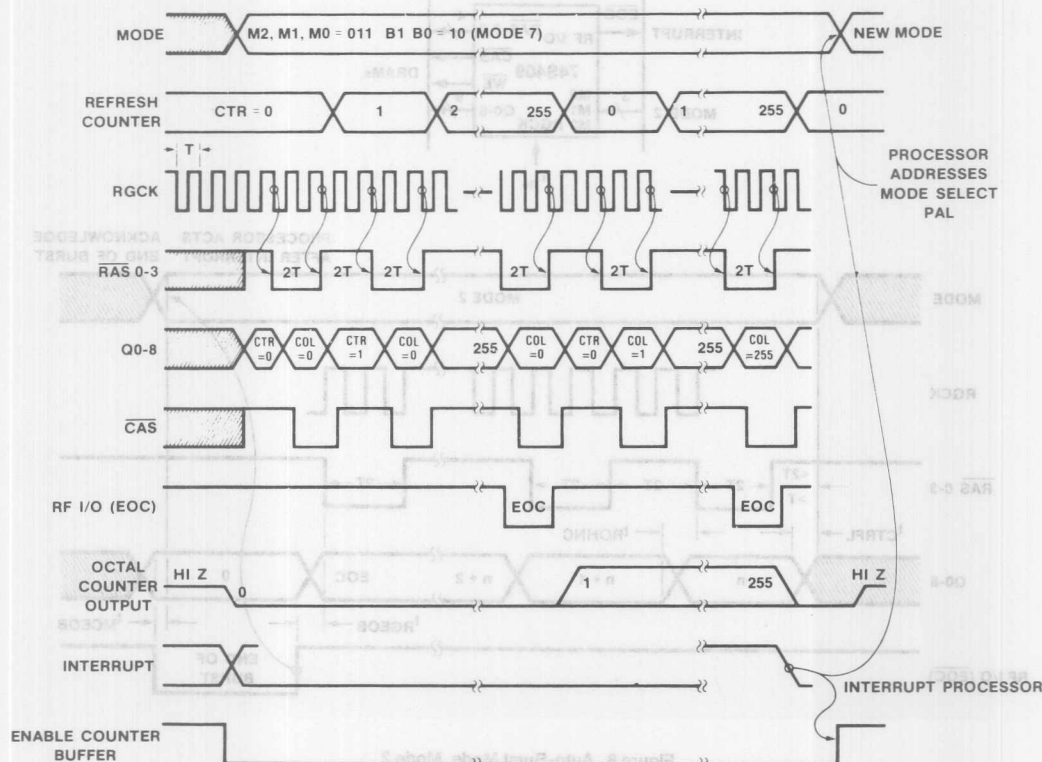 MODE
M2, M1, M0 = 011 B1 B0 = 10 (MODE 7)
NEW MODE
REFRESH
COUNTER
CTR = 0 1 2 255 0 1 255 0
T
RGCK
PROCESSOR
ADDRESSES
MODE SELECT
PAL
RAS 0-3
2T 2T 2T 2T 2T 2T
Q0-8
CTR =0 COL =0 CTR =1 COL =0 255 COL =0 CTR =0 COL =1 255 COL =255
CAS
RF I/O (EOC)
EOC EOC
OCTAL
COUNTER
OUTPUT
HI Z 0 1 255 HI Z
INTERRUPT
INTERRUPT PROCESSOR
ENABLE COUNTER
BUFFER